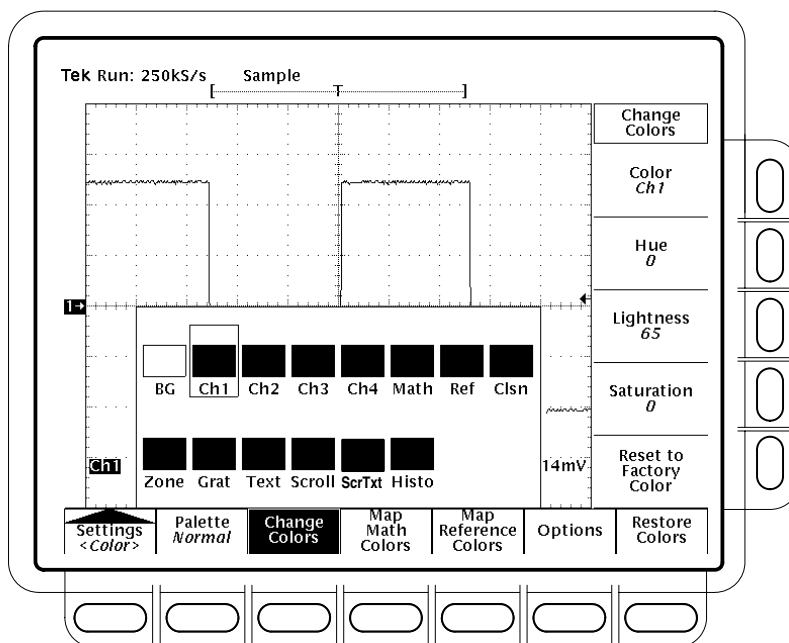 Tek Run: 250kS/s Sample
[ T ]
Change
Colors
Color
Ch1
Hue
0
Lightness
65
Saturation
0
Reset to
Factory
Color
1→
BG Ch1 Ch2 Ch3 Ch4 Math Ref Clsn
Zone Grat Text Scroll ScrTxt Histo
Ch1
14mV
Settings
<Color>
Palette
Normal
Change
Colors
Map
Math
Colors
Map
Reference
Colors
Options
Restore
Colors